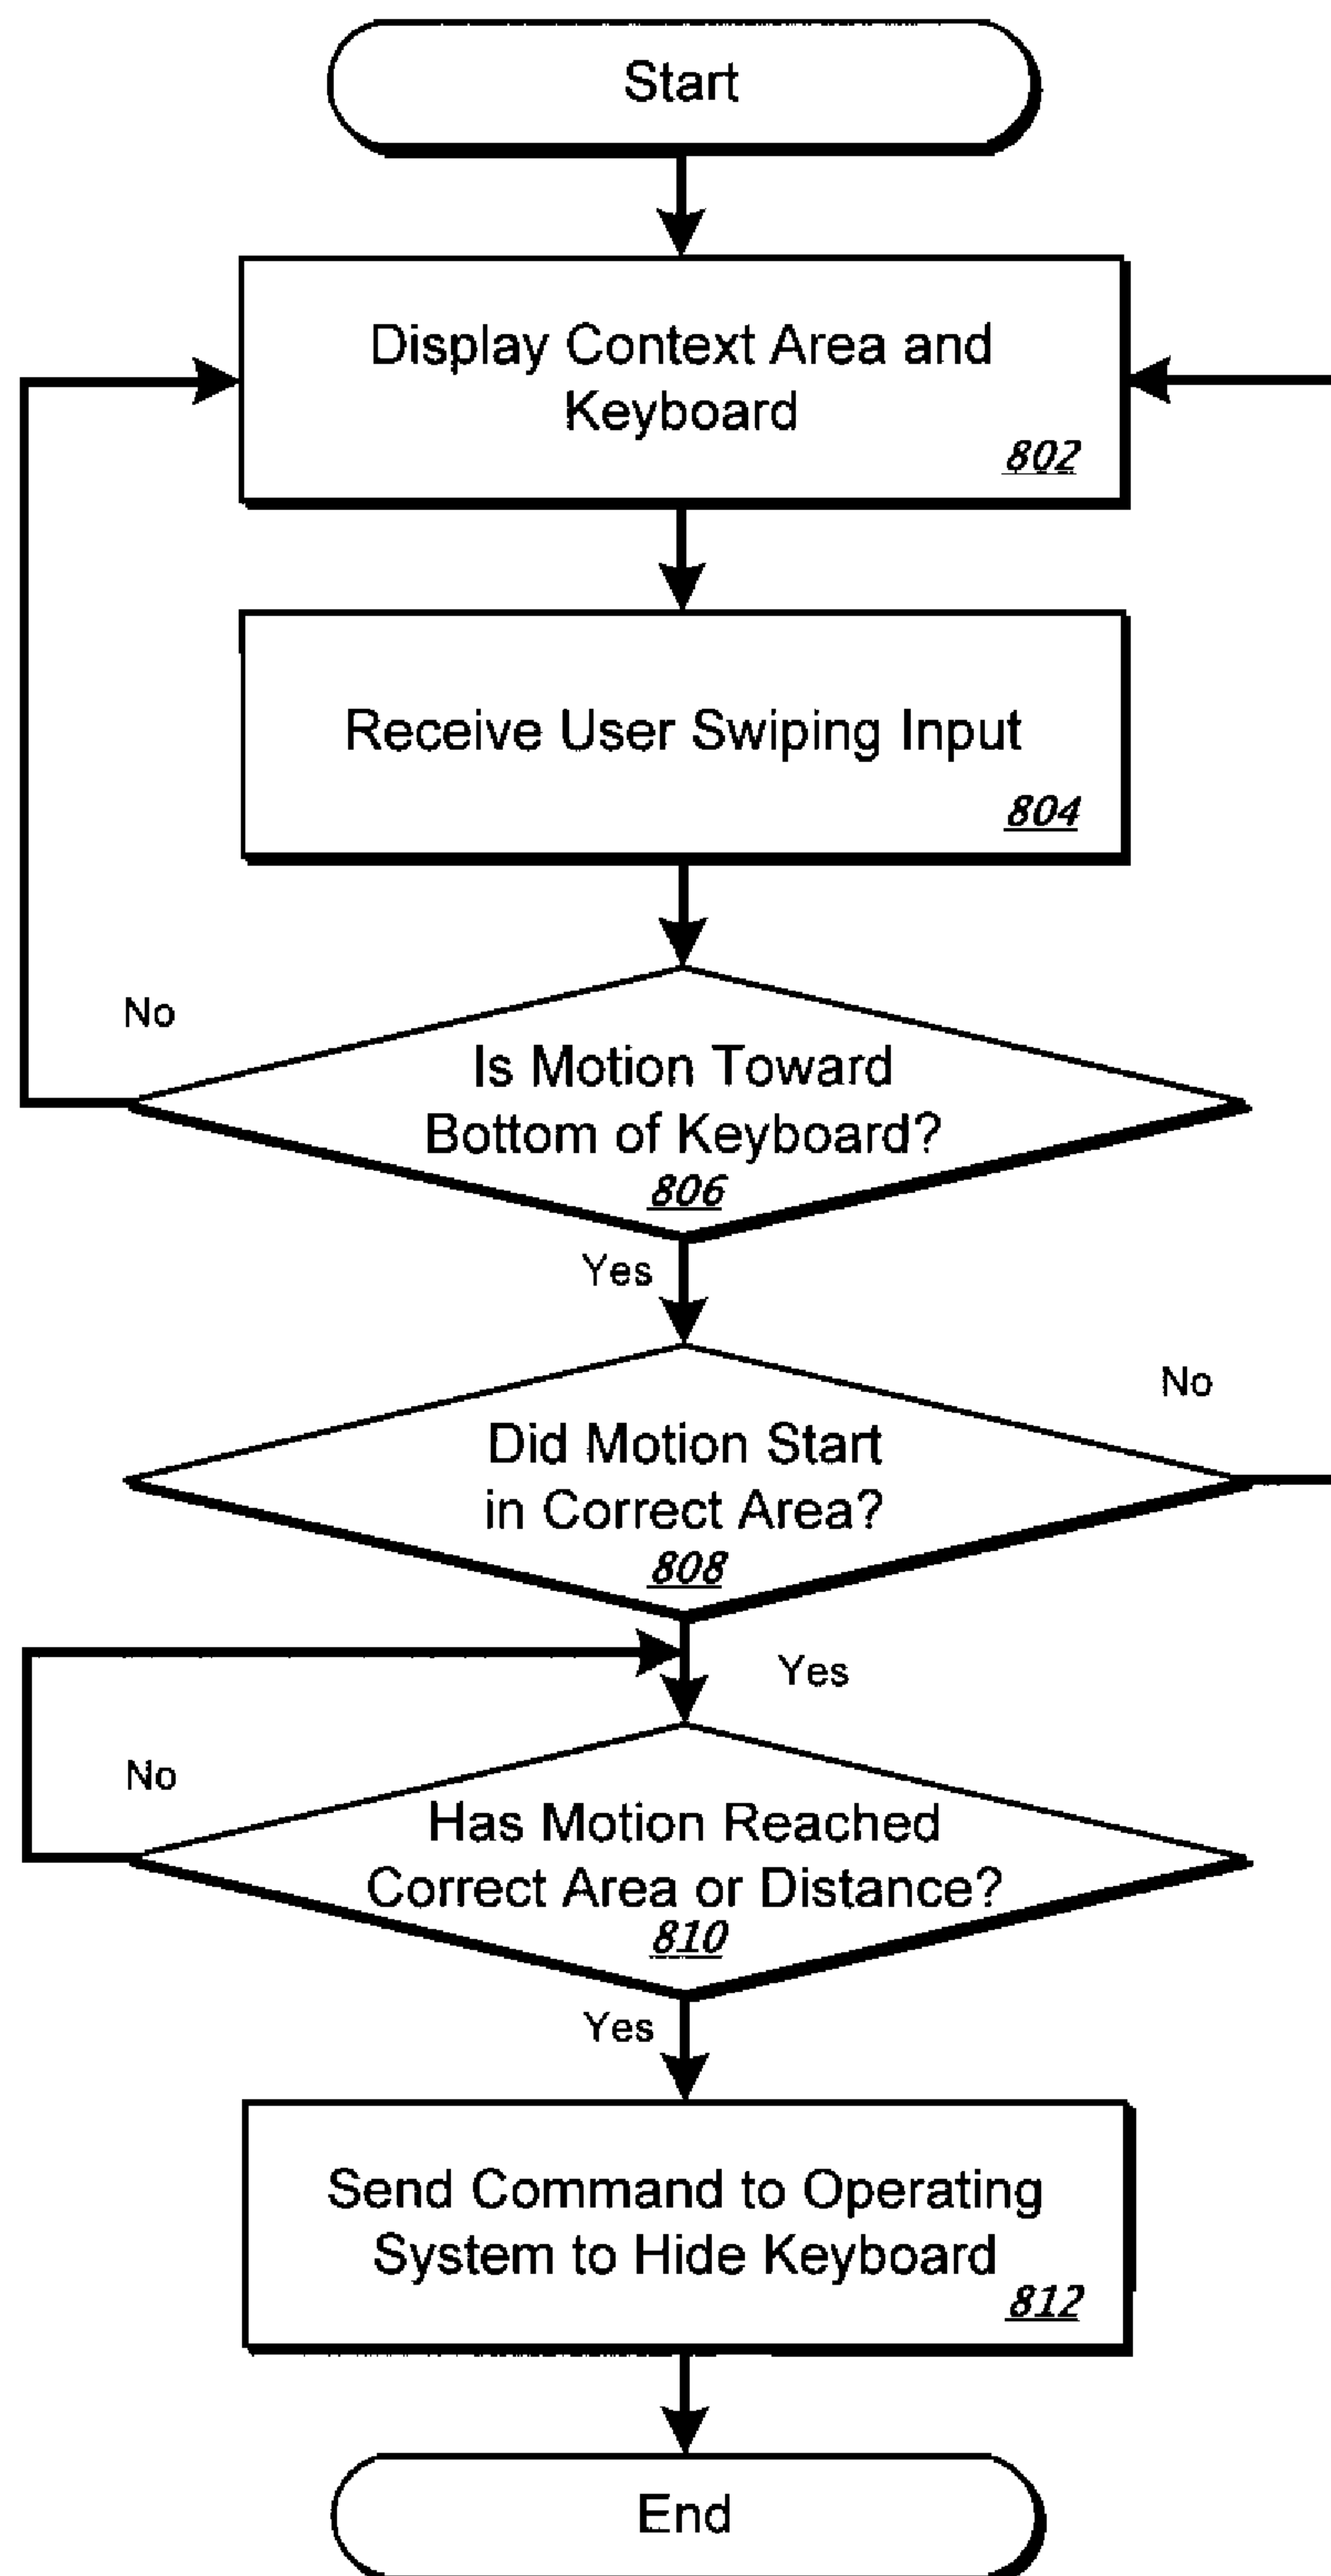 Start
Display Context Area and
Keyboard
802
Receive User Swiping Input
804
No
Is Motion Toward
Bottom of Keyboard?
806
Yes
No
Did Motion Start
in Correct Area?
808
Yes
No
Has Motion Reached
Correct Area or Distance?
810
Yes
Send Command to Operating
System to Hide Keyboard
812
End